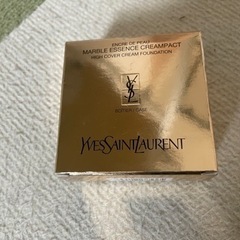 ENCRE DE PEAU
MARBLE ESSENCE CREAMPACT
HIGH COVER CREAM FOUNDATION
YSL
YVESSAINTLAURENT